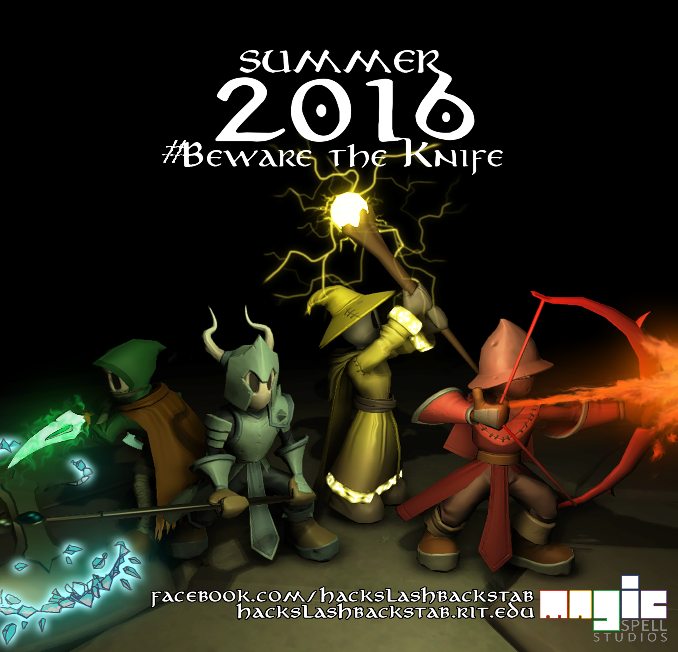 SUMMER
2016
#BEWARE THE KNIFE
FACEBOOK.COM/HACKSLASHBACKSTAB
HACKSLASHBACKSTAB.RIT.EDU
MAGIC
SPELL
STUDIOS